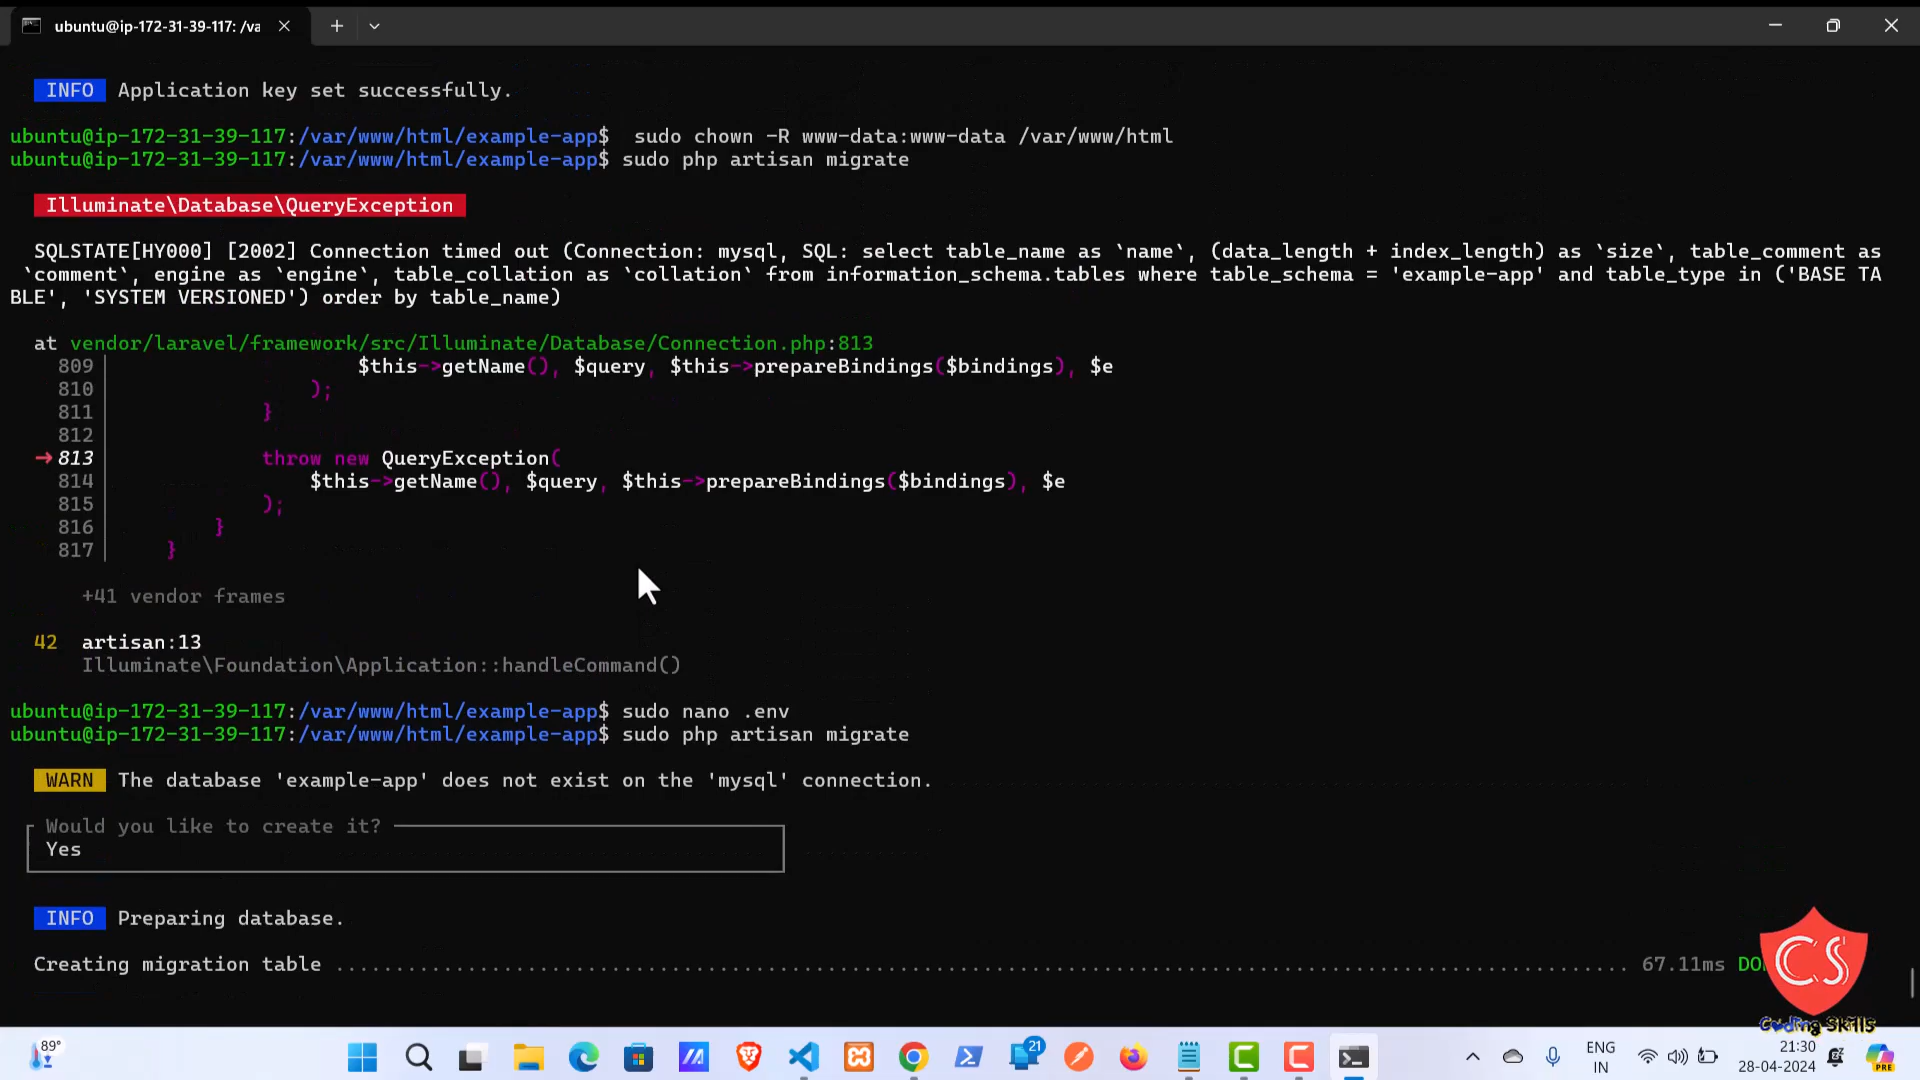 ubuntu@ip-172-31-39-117: /va
INFO Application key set successfully.
ubuntu@ip-172-31-39-117:/var/www/html/example-app$  sudo chown -R www-data:www-data /var/www/html
ubuntu@ip-172-31-39-117:/var/www/html/example-app$ sudo php artisan migrate
Illuminate\Database\QueryException
SQLSTATE[HY000] [2002] Connection timed out (Connection: mysql, SQL: select table_name as `name`, (data_length + index_length) as `size`, table_comment as
`comment`, engine as `engine`, table_collation as `collation` from information_schema.tables where table_schema = 'example-app' and table_type in ('BASE TA
BLE', 'SYSTEM VERSIONED') order by table_name)
at vendor/laravel/framework/src/Illuminate/Database/Connection.php:813
809 $this->getName(), $query, $this->prepareBindings($bindings), $e
810 );
811 }
812
→ 813 throw new QueryException(
814 $this->getName(), $query, $this->prepareBindings($bindings), $e
815 );
816 }
817 }
+41 vendor frames
42 artisan:13
Illuminate\Foundation\Application::handleCommand()
ubuntu@ip-172-31-39-117:/var/www/html/example-app$ sudo nano .env
ubuntu@ip-172-31-39-117:/var/www/html/example-app$ sudo php artisan migrate
WARN The database 'example-app' does not exist on the 'mysql' connection.
Would you like to create it?
Yes
INFO Preparing database.
Creating migration table ........................................ 67.11ms DO
CS
Coding Skills
89°
21
ENG
IN
21:30
28-04-2024
PRE